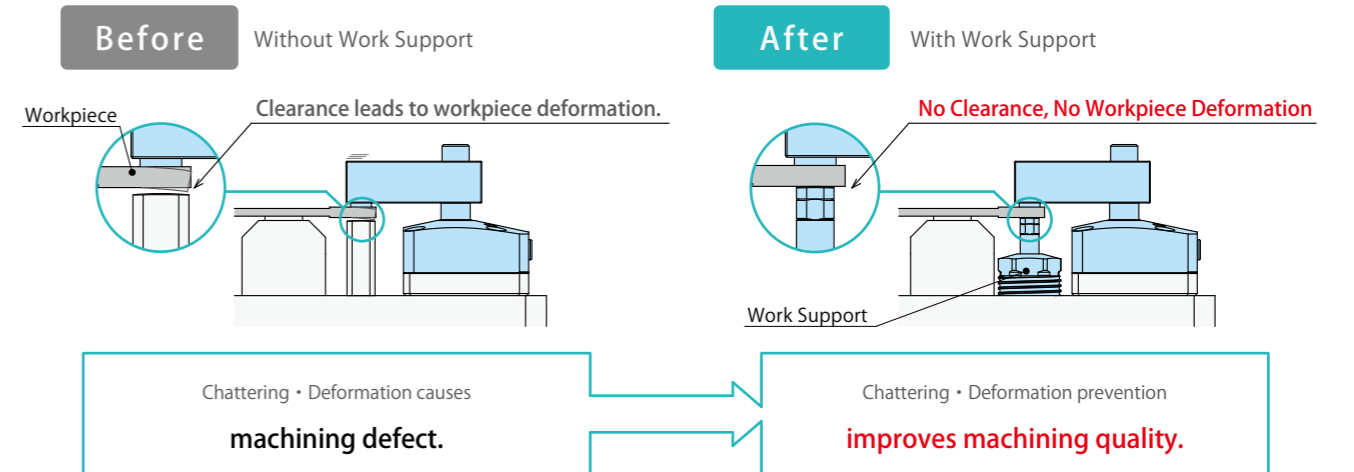 Before
Without Work Support
After
With Work Support
Workpiece
Clearance leads to workpiece deformation.
No Clearance, No Workpiece Deformation
Work Support
Chattering・Deformation causes
machining defect.
Chattering・Deformation prevention
improves machining quality.